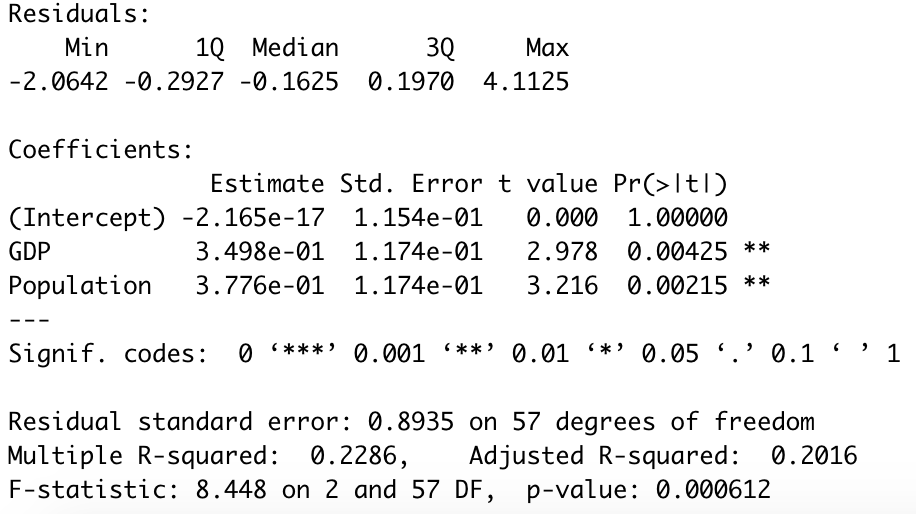 Residuals:
    Min      1Q  Median      3Q     Max
-2.0642 -0.2927 -0.1625  0.1970  4.1125

Coefficients:
              Estimate Std. Error t value Pr(>|t|)
(Intercept) -2.165e-17  1.154e-01   0.000  1.00000
GDP          3.498e-01  1.174e-01   2.978  0.00425 **
Population   3.776e-01  1.174e-01   3.216  0.00215 **
---
Signif. codes:  0 ‘***’ 0.001 ‘**’ 0.01 ‘*’ 0.05 ‘.’ 0.1 ‘ ’ 1

Residual standard error: 0.8935 on 57 degrees of freedom
Multiple R-squared:  0.2286,    Adjusted R-squared:  0.2016
F-statistic: 8.448 on 2 and 57 DF,  p-value: 0.000612